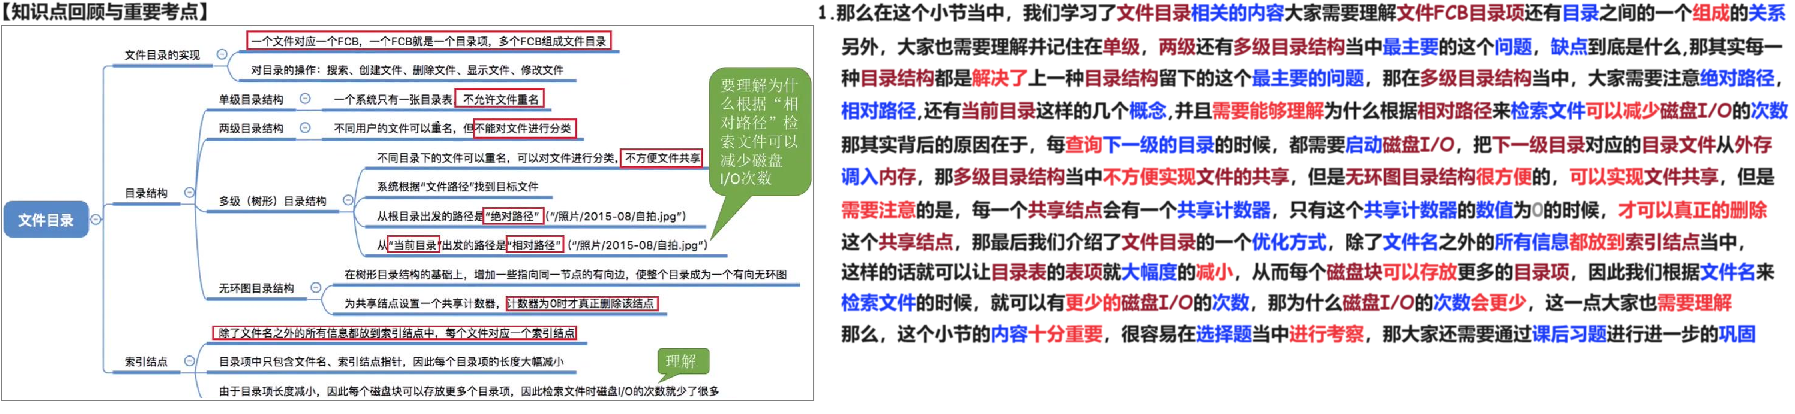 【知识点回顾与重要考点】
文件目录
文件目录的实现
一个文件对应一个FCB，一个FCB就是一个目录项，多个FCB组成文件目录
对目录的操作：搜索、创建文件、删除文件、显示文件、修改文件
目录结构
单级目录结构
一个系统只有一张目录表，不允许文件重名
两级目录结构
不同用户的文件可以重名，但不能对文件进行分类
多级（树形）目录结构
不同目录下的文件可以重名，可以对文件进行分类，不方便文件共享
系统根据“文件路径”找到目标文件
从根目录出发的路径是“绝对路径”（“/照片/2015-08/自拍.jpg”）
从“当前目录”出发的路径是“相对路径”（“/照片/2015-08/自拍.jpg”）
无环图目录结构
在树形目录结构的基础上，增加一些指向同一节点的有向边，使整个目录成为一个有向无环图
为共享结点设置一个共享计数器，计数器为0时才真正删除该结点
索引结点
除了文件名之外的所有信息都放到索引结点中，每个文件对应一个索引结点
目录项中只包含文件名、索引结点指针，因此每个目录项的长度大幅减小
由于目录项长度减小，因此每个磁盘块可以存放更多个目录项，因此检索文件时磁盘I/O的次数就少了很多
要理解为什
么根据“相
对路径”检
索文件可以
减少磁盘
I/O次数
理解
1.那么在这个小节当中，我们学习了文件目录相关的内容大家需要理解文件FCB目录项还有目录之间的一个组成的关系
另外，大家也需要理解并记住在单级，两级还有多级目录结构当中最主要的这个问题，缺点到底是什么,那其实每一
种目录结构都是解决了上一种目录结构留下的这个最主要的问题，那在多级目录结构当中，大家需要注意绝对路径，
相对路径,还有当前目录这样的几个概念,并且需要能够理解为什么根据相对路径来检索文件可以减少磁盘I/O的次数
那其实背后的原因在于，每查询下一级的目录的时候，都需要启动磁盘I/O，把下一级目录对应的目录文件从外存
调入内存，那多级目录结构当中不方便实现文件的共享，但是无环图目录结构很方便的，可以实现文件共享，但是
需要注意的是，每一个共享结点会有一个共享计数器，只有这个共享计数器的数值为0的时候，才可以真正的删除
这个共享结点，那最后我们介绍了文件目录的一个优化方式，除了文件名之外的所有信息都放到索引结点当中，
这样的话就可以让目录表的表项就大幅度的减小，从而每个磁盘块可以存放更多的目录项，因此我们根据文件名来
检索文件的时候，就可以有更少的磁盘I/O的次数，那为什么磁盘I/O的次数会更少，这一点大家也需要理解
那么，这个小节的内容十分重要，很容易在选择题当中进行考察，那大家还需要通过课后习题进行进一步的巩固